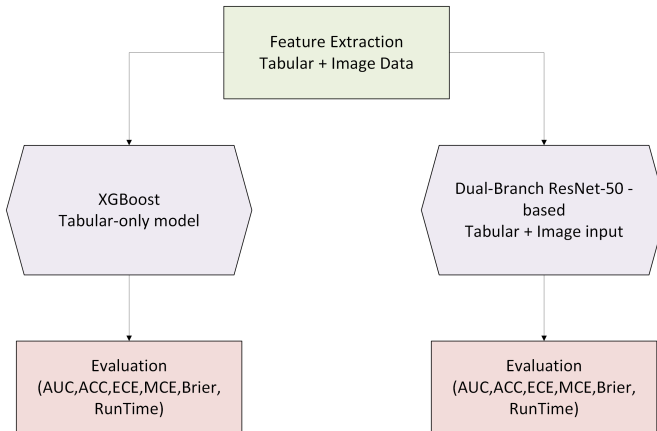 Feature Extraction
Tabular + Image Data
XGBoost
Tabular-only model
Dual-Branch ResNet-50 -
based
Tabular + Image input
Evaluation
(AUC,ACC,ECE,MCE,Brier,
RunTime)
Evaluation
(AUC,ACC,ECE,MCE,Brier,
RunTime)